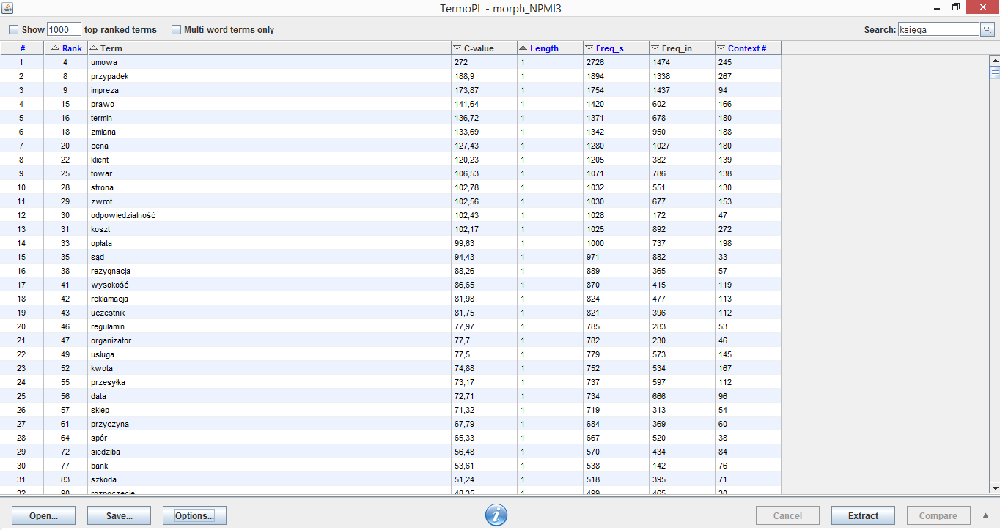 TermoPL - morph_NPMI3
Show 1000 top-ranked terms Multi-word terms only Search: księga
# Rank Term C-value Length Freq_s Freq_in Context #
1 4 umowa 272 1 2726 1474 245
2 8 przypadek 188,9 1 1894 1338 267
3 9 impreza 173,87 1 1754 1437 94
4 15 prawo 141,64 1 1420 602 166
5 16 termin 136,72 1 1371 678 180
6 18 zmiana 133,69 1 1342 950 188
7 20 cena 127,43 1 1280 1027 180
8 22 klient 120,23 1 1205 382 139
9 25 towar 106,53 1 1071 786 138
10 28 strona 102,78 1 1032 551 130
11 29 zwrot 102,56 1 1030 677 153
12 30 odpowiedzialność 102,43 1 1028 172 47
13 31 koszt 102,17 1 1025 892 272
14 33 opłata 99,63 1 1000 737 198
15 35 sąd 94,43 1 971 882 33
16 38 rezygnacja 88,26 1 889 365 57
17 41 wysokość 86,65 1 870 415 119
18 42 reklamacja 81,98 1 824 477 113
19 43 uczestnik 81,75 1 821 396 112
20 46 regulamin 77,97 1 785 283 53
21 47 organizator 77,7 1 782 230 46
22 49 usługa 77,5 1 779 573 145
23 52 kwota 74,88 1 752 534 167
24 55 przesyłka 73,17 1 737 597 112
25 56 data 72,71 1 734 666 96
26 57 sklep 71,32 1 719 313 54
27 61 przyczyna 67,79 1 684 369 60
28 64 spór 65,33 1 667 520 38
29 72 siedziba 56,48 1 570 434 84
30 77 bank 53,61 1 538 142 76
31 83 szkoda 51,24 1 518 395 71
32 90 rozpoczęcie 48,35 1 499 465 30
Open... Save... Options... Cancel Extract Compare